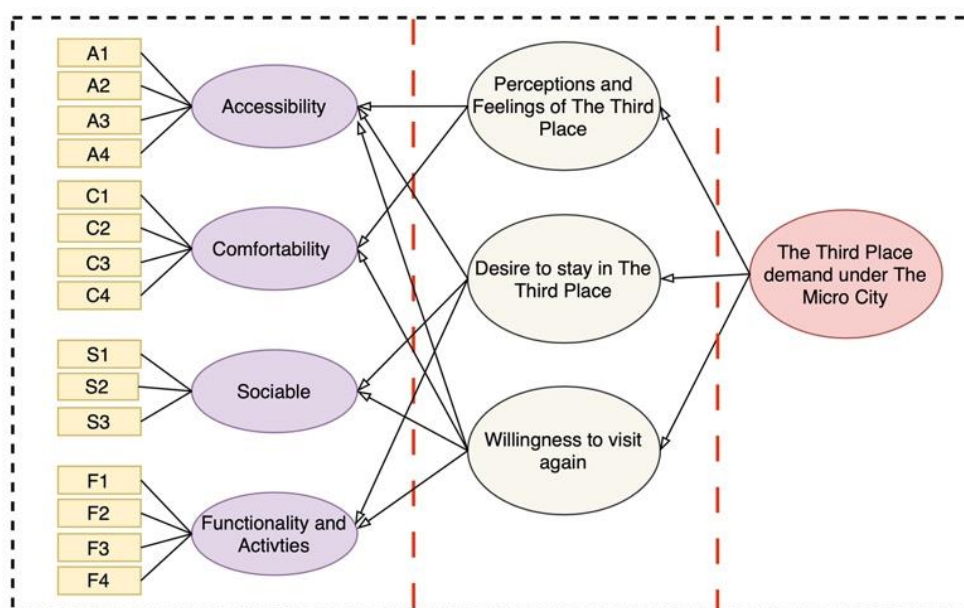 A1
A2
A3
A4
Accessibility
C1
C2
C3
C4
Comfortability
S1
S2
S3
Sociable
F1
F2
F3
F4
Functionality and
Activties
Perceptions and
Feelings of The Third
Place
Desire to stay in The
Third Place
Willingness to visit
again
The Third Place
demand under The
Micro City